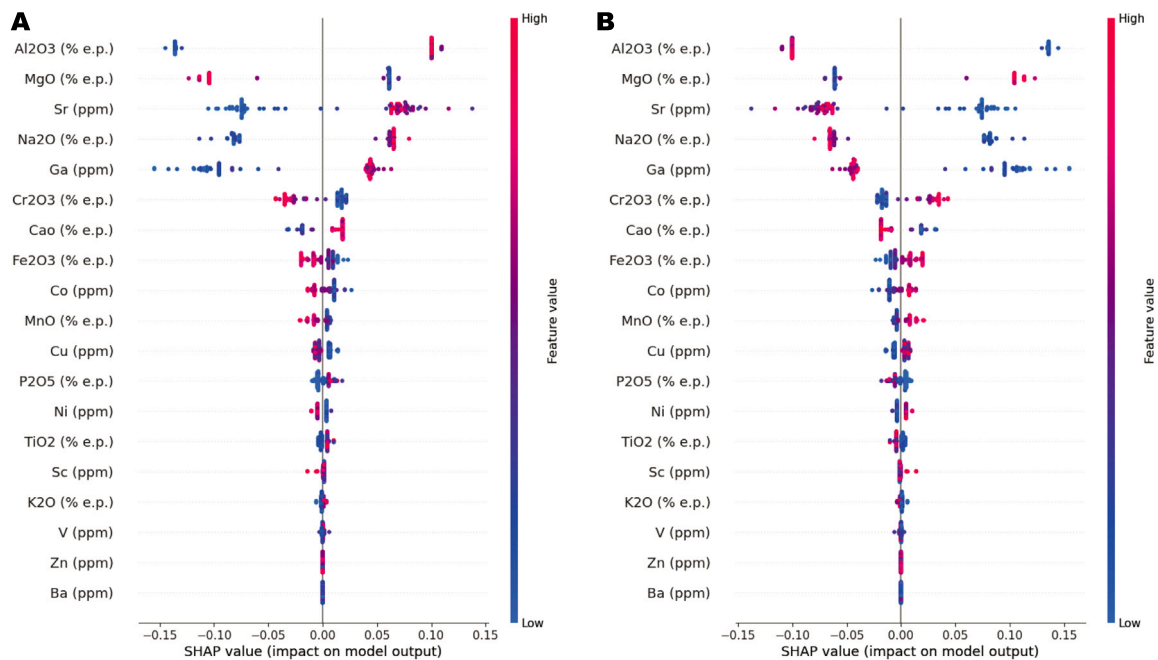 A
High
Al2O3 (% e.p.)
MgO (% e.p.)
Sr (ppm)
Na2O (% e.p.)
Ga (ppm)
Cr2O3 (% e.p.)
Cao (% e.p.)
Fe2O3 (% e.p.)
Co (ppm)
MnO (% e.p.)
Cu (ppm)
P2O5 (% e.p.)
Ni (ppm)
TiO2 (% e.p.)
Sc (ppm)
K2O (% e.p.)
V (ppm)
Zn (ppm)
Ba (ppm)
Feature value
Low
−0.15 −0.10 −0.05 0.00 0.05 0.10 0.15
SHAP value (impact on model output)
B
High
Al2O3 (% e.p.)
MgO (% e.p.)
Sr (ppm)
Na2O (% e.p.)
Ga (ppm)
Cr2O3 (% e.p.)
Cao (% e.p.)
Fe2O3 (% e.p.)
Co (ppm)
MnO (% e.p.)
Cu (ppm)
P2O5 (% e.p.)
Ni (ppm)
TiO2 (% e.p.)
Sc (ppm)
K2O (% e.p.)
V (ppm)
Zn (ppm)
Ba (ppm)
Feature value
Low
−0.15 −0.10 −0.05 0.00 0.05 0.10 0.15
SHAP value (impact on model output)